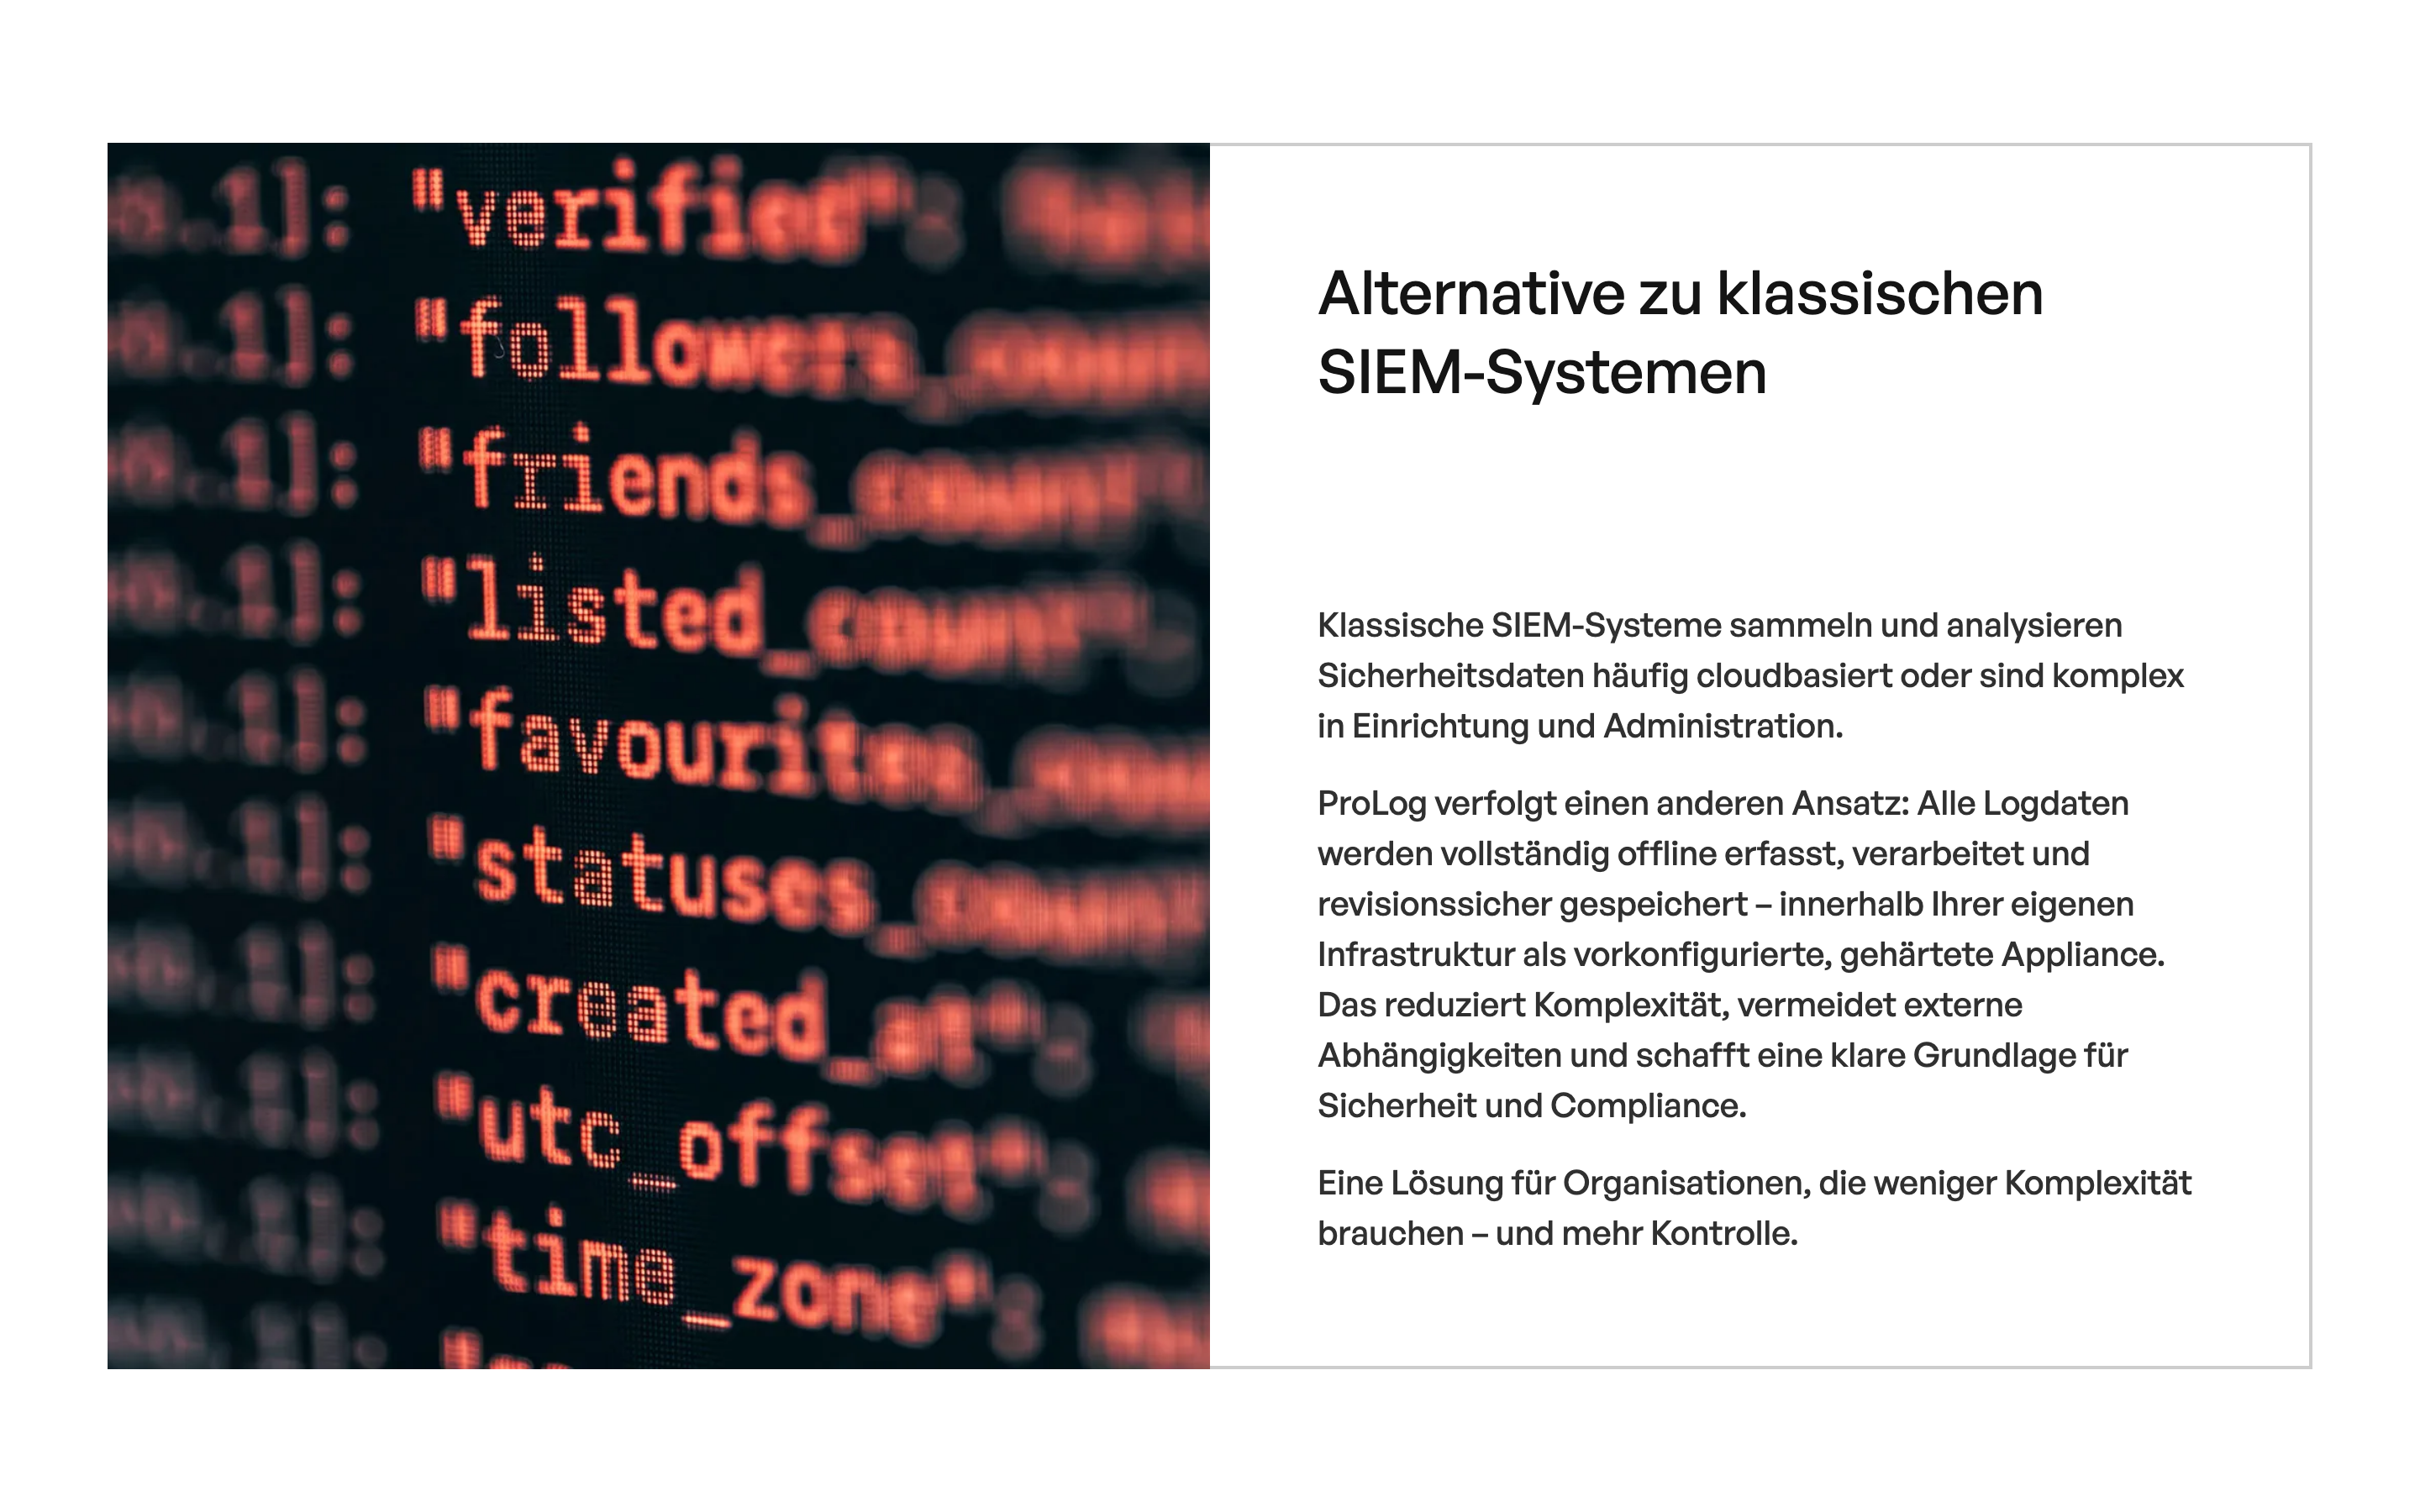 "verified":
"followers_
"friends_count"
"listed_count":
"favourites_
"statuses_count
"created_at":
"utc_offset":
"time_zone":
Alternative zu klassischen
SIEM-Systemen
Klassische SIEM-Systeme sammeln und analysieren
Sicherheitsdaten häufig cloudbasiert oder sind komplex
in Einrichtung und Administration.
ProLog verfolgt einen anderen Ansatz: Alle Logdaten
werden vollständig offline erfasst, verarbeitet und
revisionssicher gespeichert – innerhalb Ihrer eigenen
Infrastruktur als vorkonfigurierte, gehärtete Appliance.
Das reduziert Komplexität, vermeidet externe
Abhängigkeiten und schafft eine klare Grundlage für
Sicherheit und Compliance.
Eine Lösung für Organisationen, die weniger Komplexität
brauchen – und mehr Kontrolle.